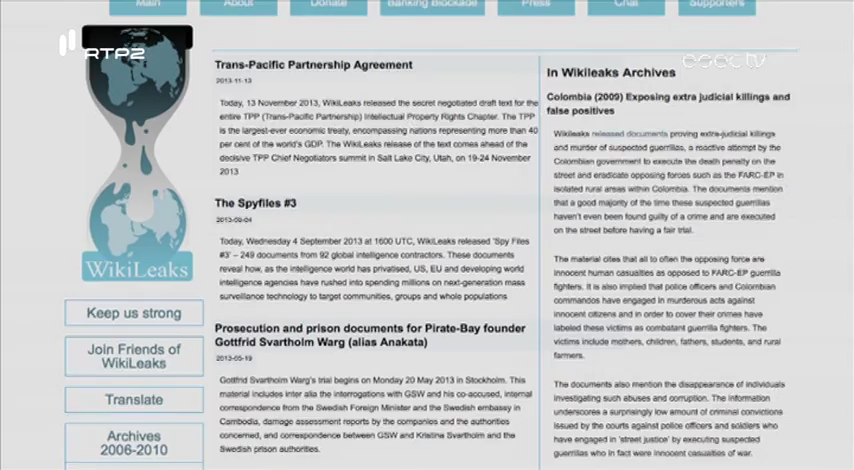 Main
About
Donate
Banking Blockade
Press
Chat
Supporters
RTP2
esec tv
Trans-Pacific Partnership Agreement
2013-11-13
Today, 13 November 2013, WikiLeaks released the secret negotiated draft text for the
entire TPP (Trans-Pacific Partnership) Intellectual Property Rights Chapter. The TPP
is the largest-ever economic treaty, encompassing nations representing more than 40
per cent of the world's GDP. The WikiLeaks release of the text comes ahead of the
decisive TPP Chief Negotiators summit in Salt Lake City, Utah, on 19-24 November
2013
The Spyfiles #3
2013-09-04
Today, Wednesday 4 September 2013 at 1600 UTC, WikiLeaks released 'Spy Files
#3' – 249 documents from 92 global intelligence contractors. These documents
reveal how, as the intelligence world has privatised, US, EU and developing world
intelligence agencies have rushed into spending millions on next-generation mass
surveillance technology to target communities, groups and whole populations
Prosecution and prison documents for Pirate-Bay founder
Gottfrid Svartholm Warg (alias Anakata)
2013-05-19
Gottfrid Svartholm Warg's trial begins on Monday 20 May 2013 in Stockholm. This
material includes inter alia the interrogations with GSW and his co-accused, internal
correspondence from the Swedish Foreign Minister and the Swedish embassy in
Cambodia, damage assessment reports by the companies and the authorities
concerned, and correspondence between GSW and Kristina Svartholm and the
Swedish prison authorities.
In Wikileaks Archives
Colombia (2009) Exposing extra judicial killings and
false positives
Wikileaks released documents proving extra-judicial killings
and murder of suspected guerrillas, a reactive attempt by the
Colombian government to execute the death penalty on the
street and eradicate opposing forces such as the FARC-EP in
isolated rural areas within Colombia. The documents mention
that a good majority of the time these suspected guerrillas
haven't even been found guilty of a crime and are executed
on the street before having a fair trial.
The material cites that all to often the opposing force are
innocent human casualties as opposed to FARC-EP guerrilla
fighters. It is also implied that police officers and Colombian
commandos have engaged in murderous acts against
innocent citizens and in order to cover their crimes have
labeled these victims as combatant guerrilla fighters. The
victims include mothers, children, fathers, students, and rural
farmers.
The documents also mention the disappearance of individuals
investigating such abuses and corruption. The information
underscores a surprisingly low amount of criminal convictions
issued by the courts against police officers and soldiers who
have engaged in 'street justice' by executing suspected
guerrillas who in fact were innocent casualties of war.
WikiLeaks
Keep us strong
Join Friends of
WikiLeaks
Translate
Archives
2006-2010